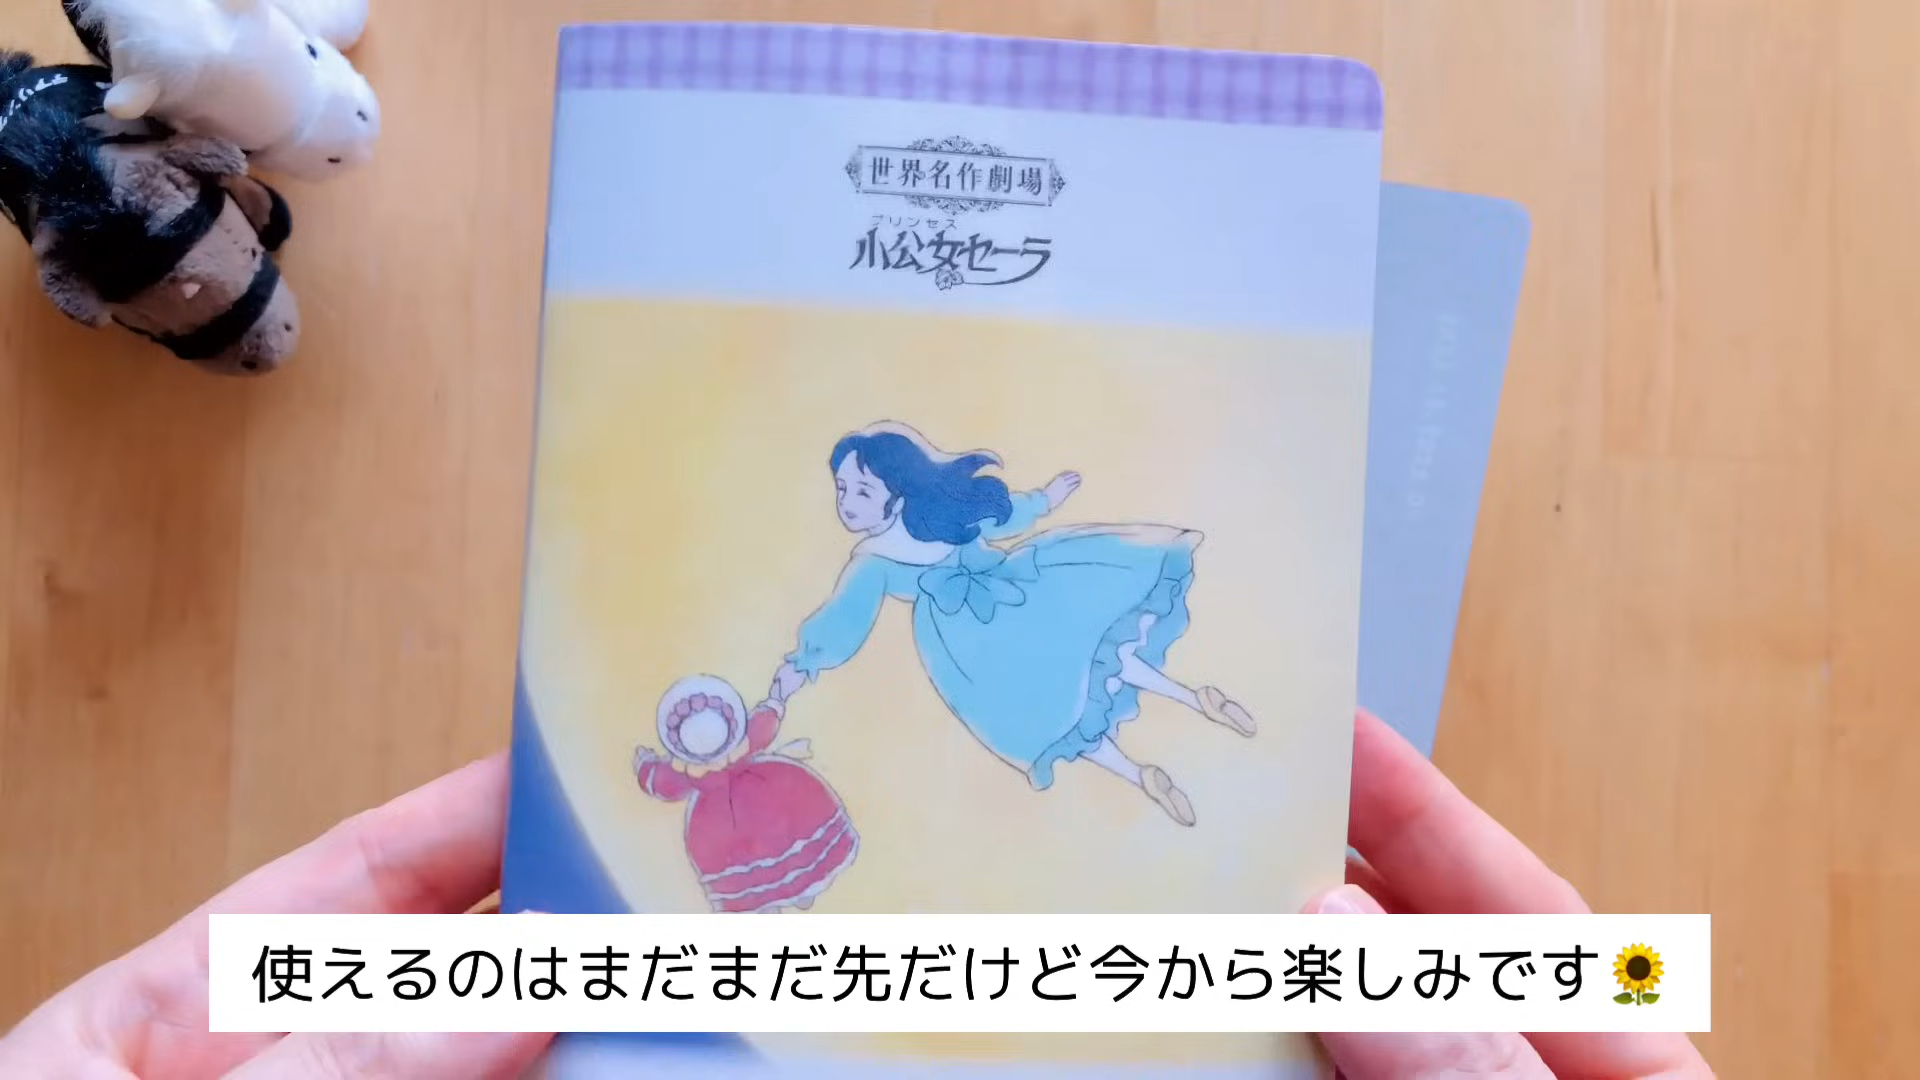 世界名作劇場
プリンセス
小公女セーラ
使えるのはまだまだ先だけど今から楽しみです🌻